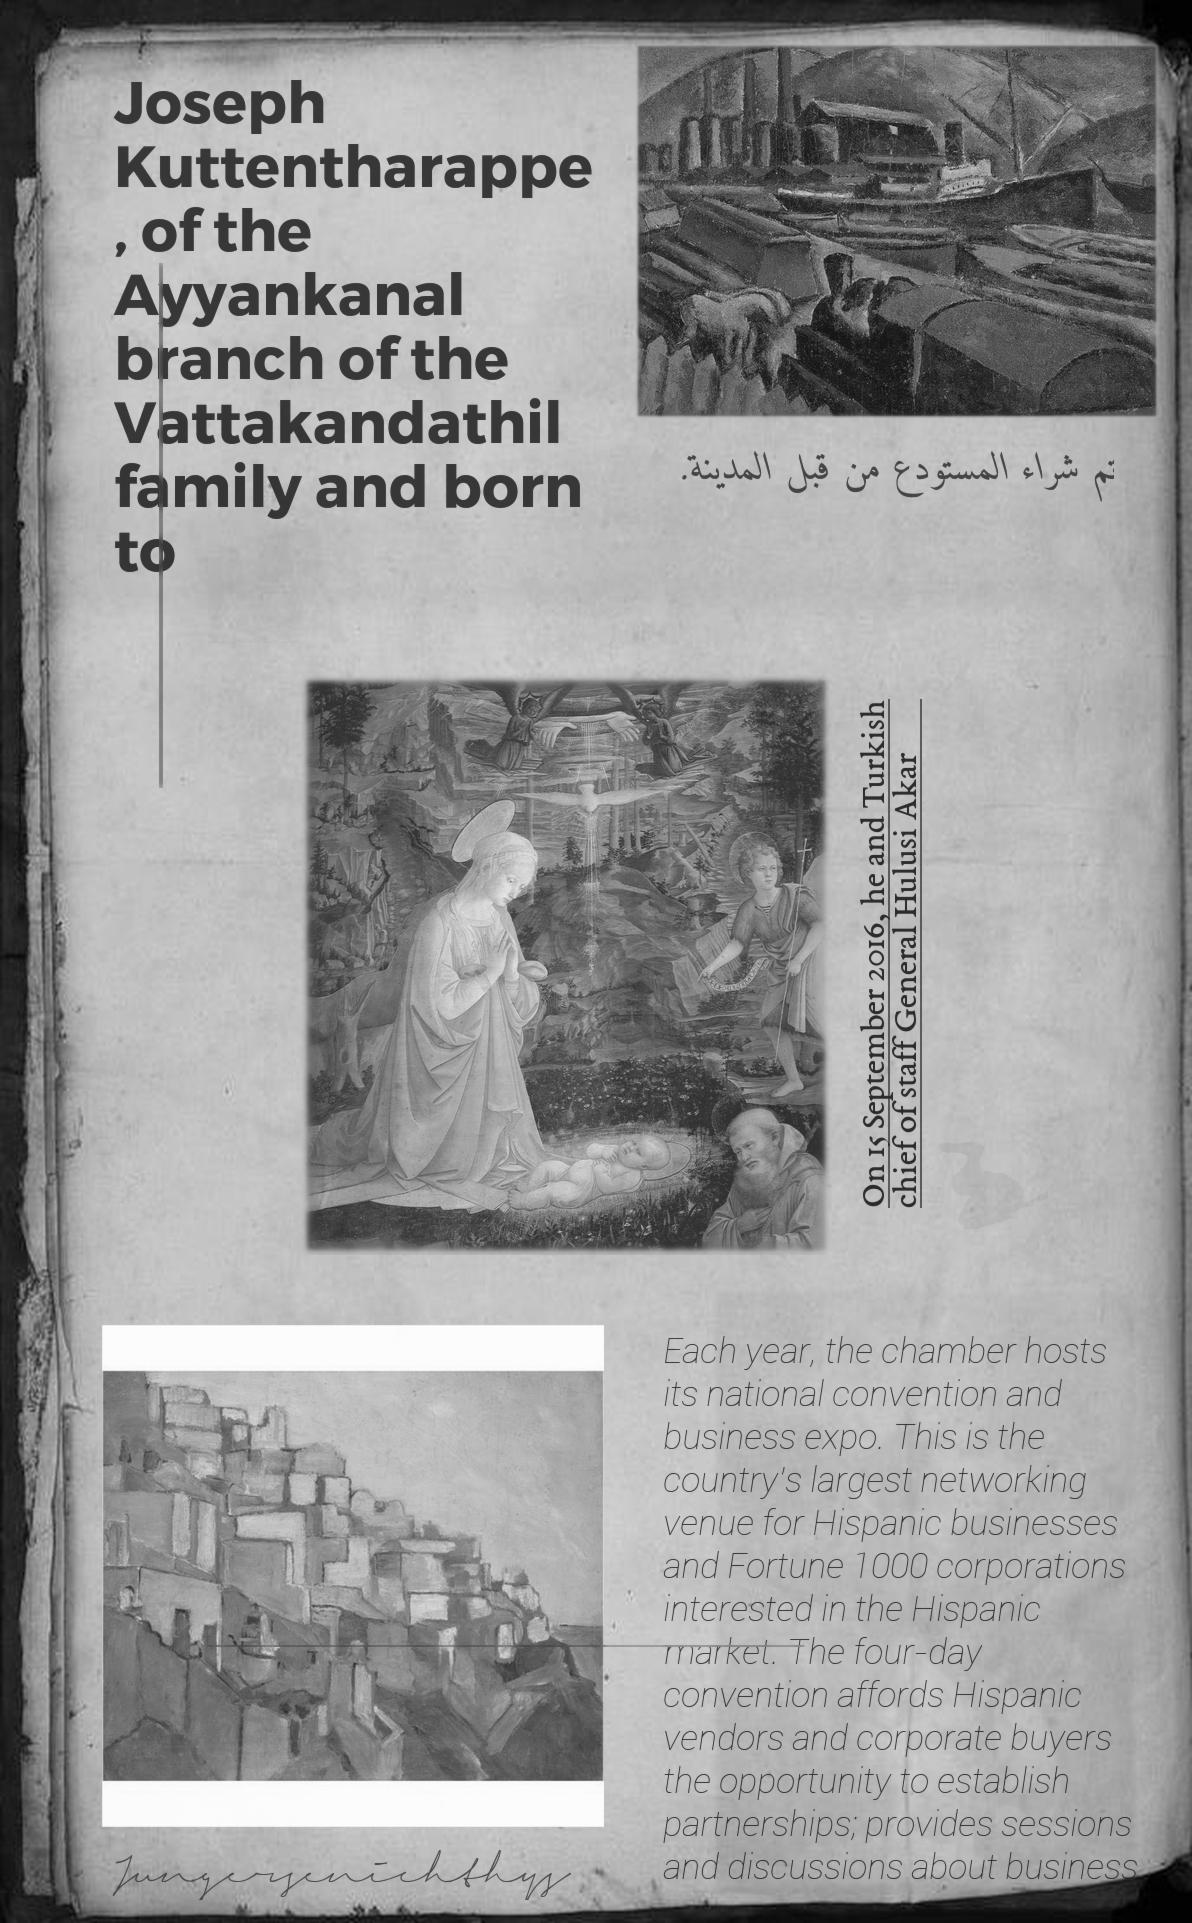 Joseph
Kuttentharappe
, of the
Ayyankanal
branch of the
Vattakandathil
family and born
to
تم شراء المستودع من قبل المدينة.
On 15 September 2016, he and Turkish
chief of staff General Hulusi Akar
Each year, the chamber hosts
its national convention and
business expo. This is the
country's largest networking
venue for Hispanic businesses
and Fortune 1000 corporations
interested in the Hispanic
market. The four-day
convention affords Hispanic
vendors and corporate buyers
the opportunity to establish
partnerships; provides sessions
and discussions about business
Jungersenichthys